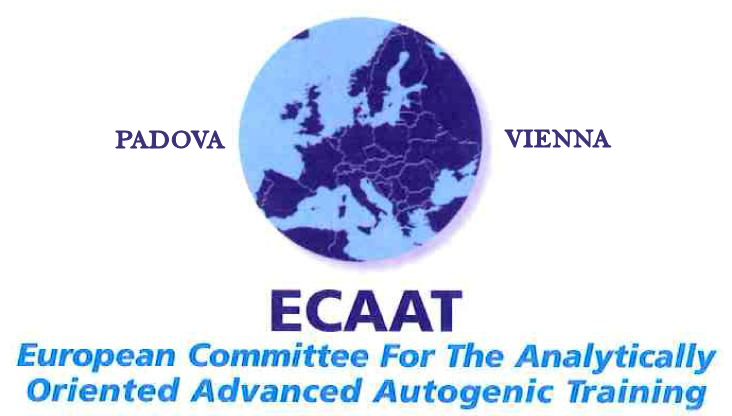 PADOVA VIENNA
ECAAT
European Committee For The Analytically
Oriented Advanced Autogenic Training